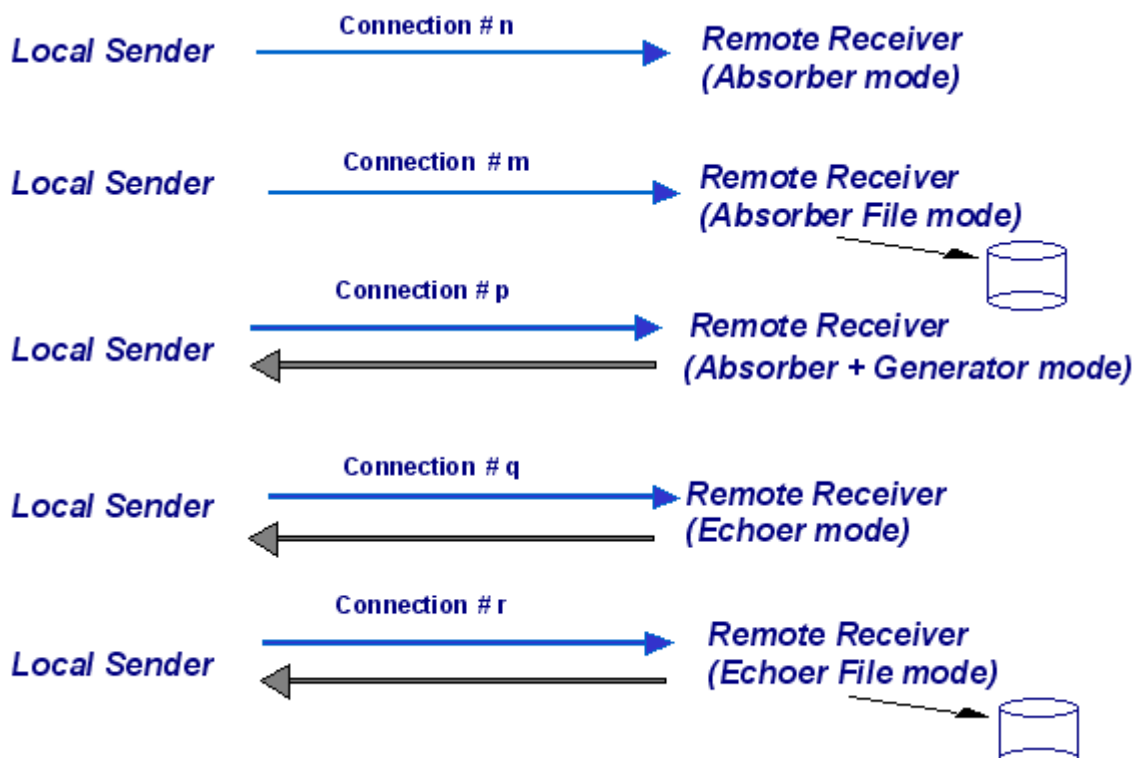 Connection # n
Local Sender
Remote Receiver
(Absorber mode)
Connection # m
Local Sender
Remote Receiver
(Absorber File mode)
Connection # p
Local Sender
Remote Receiver
(Absorber + Generator mode)
Connection # q
Local Sender
Remote Receiver
(Echoer mode)
Connection # r
Local Sender
Remote Receiver
(Echoer File mode)